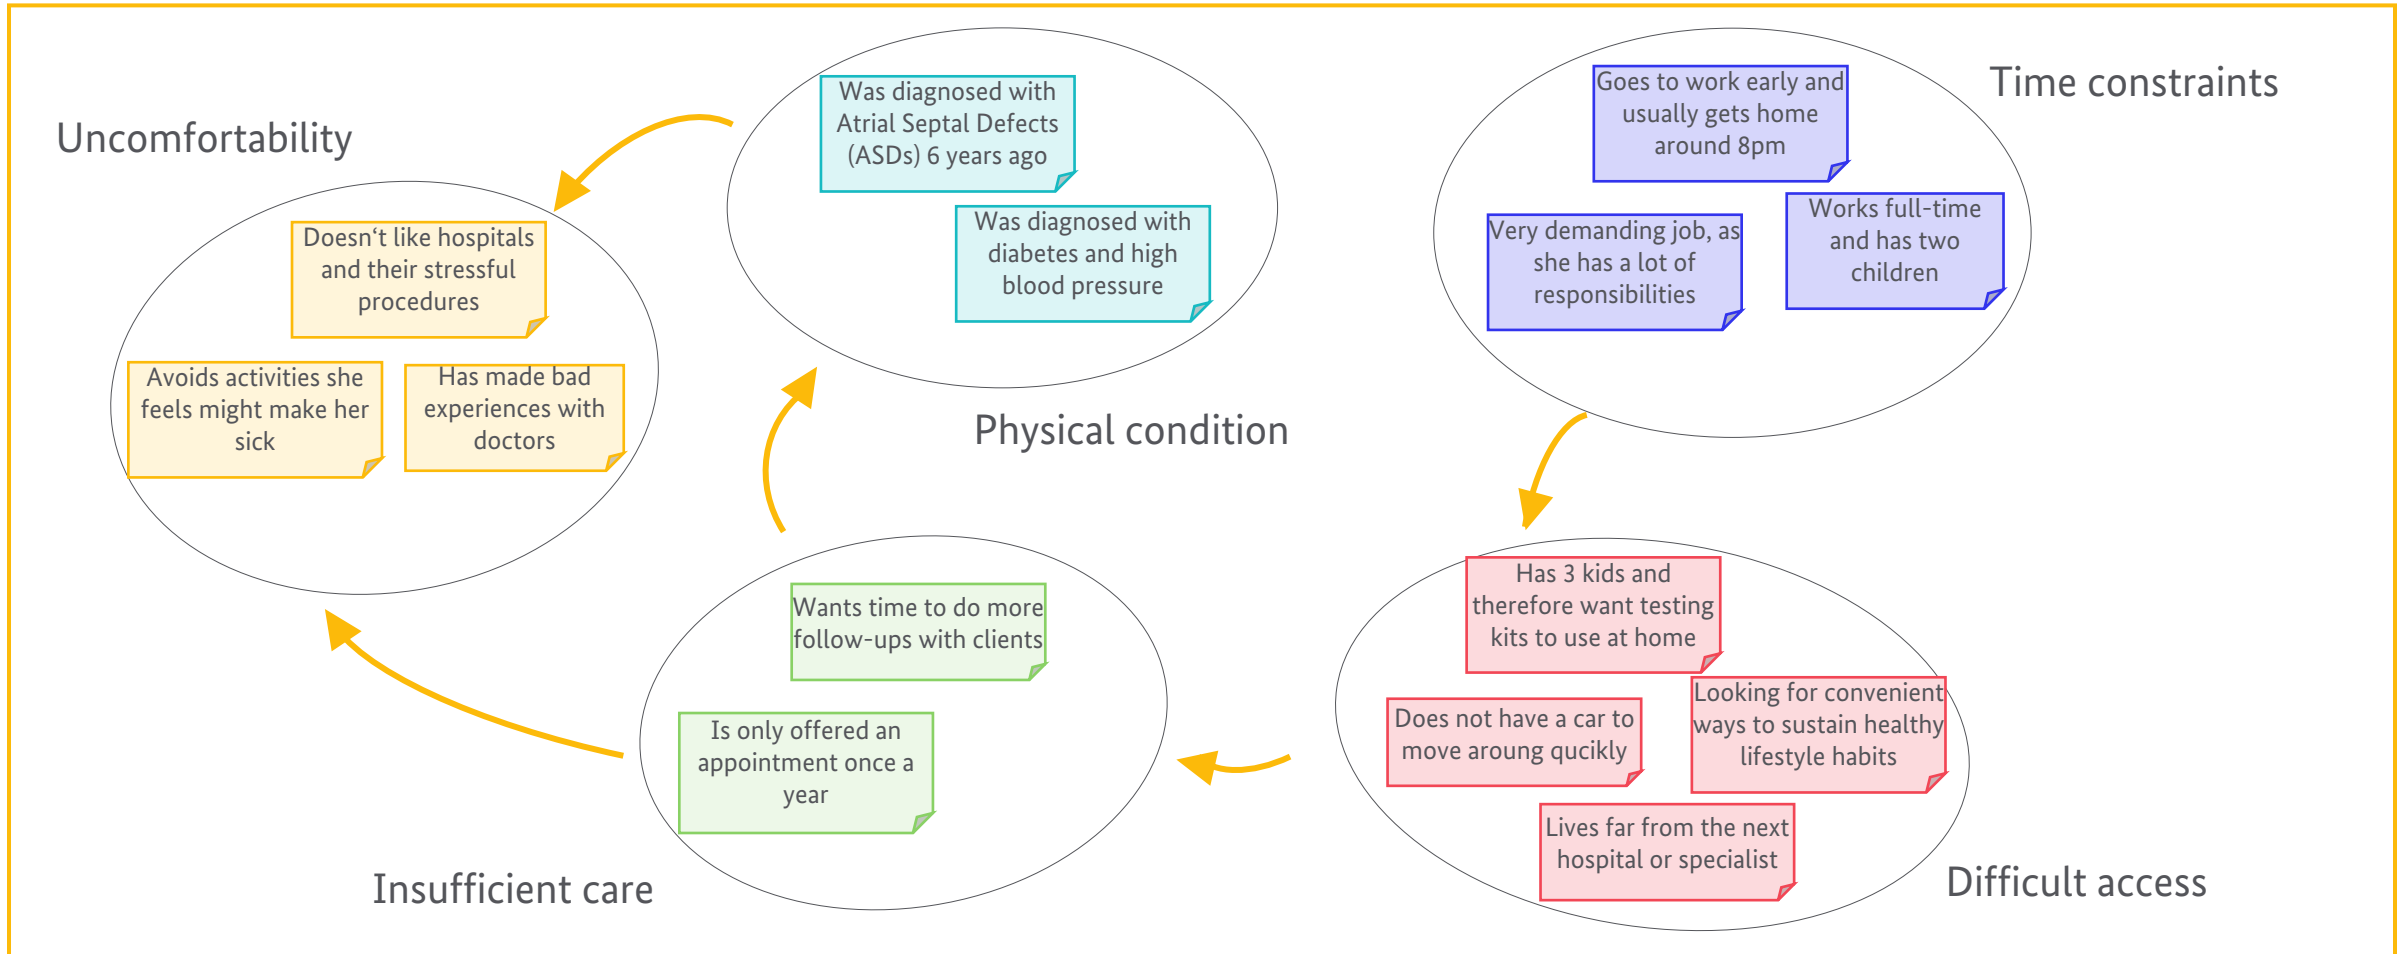 Uncomfortability
Doesn‘t like hospitals
and their stressful
procedures
Avoids activities she
feels might make her
sick
Has made bad
experiences with
doctors
Was diagnosed with
Atrial Septal Defects
(ASDs) 6 years ago
Was diagnosed with
diabetes and high
blood pressure
Physical condition
Time constraints
Goes to work early and
usually gets home
around 8pm
Very demanding job, as
she has a lot of
responsibilities
Works full-time
and has two
children
Wants time to do more
follow-ups with clients
Is only offered an
appointment once a
year
Insufficient care
Has 3 kids and
therefore want testing
kits to use at home
Does not have a car to
move aroung qucikly
Looking for convenient
ways to sustain healthy
lifestyle habits
Lives far from the next
hospital or specialist
Difficult access